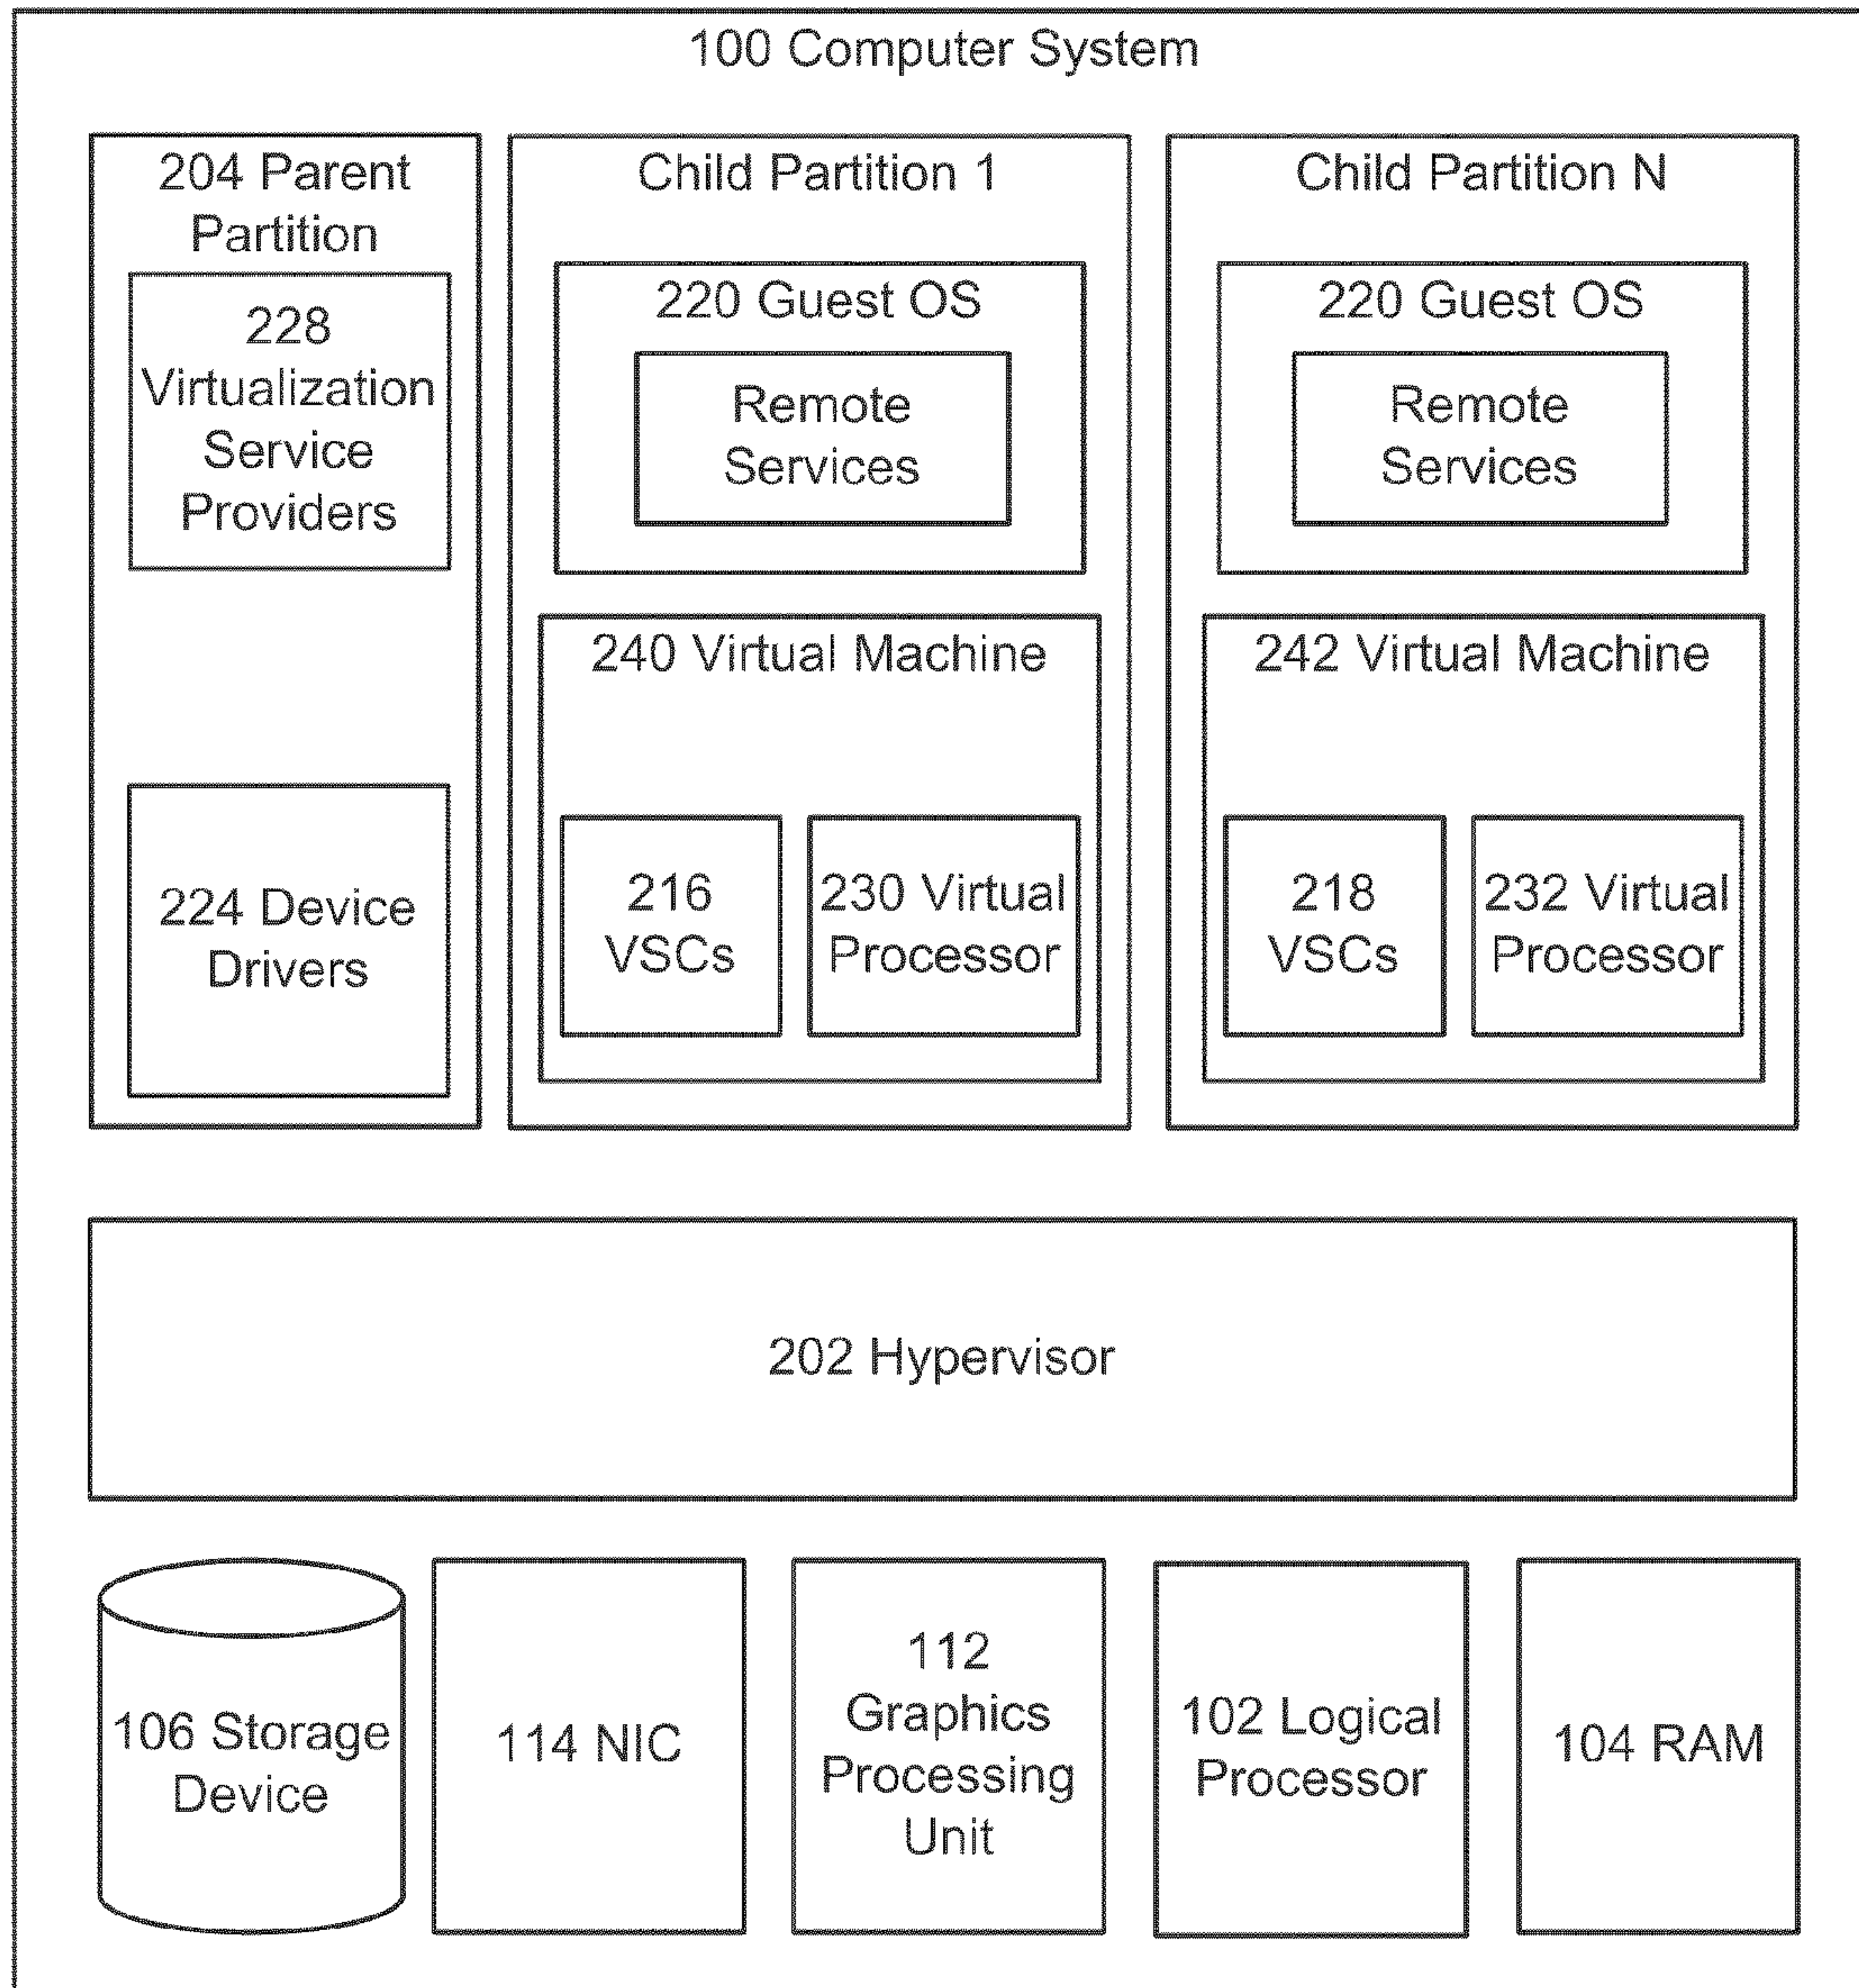 100 Computer System
204 Parent
Partition
228
Virtualization
Service
Providers
224 Device
Drivers
Child Partition 1
220 Guest OS
Remote
Services
240 Virtual Machine
216
VSCs
230 Virtual
Processor
Child Partition N
220 Guest OS
Remote
Services
242 Virtual Machine
218
VSCs
232 Virtual
Processor
202 Hypervisor
106 Storage
Device
114 NIC
112
Graphics
Processing
Unit
102 Logical
Processor
104 RAM